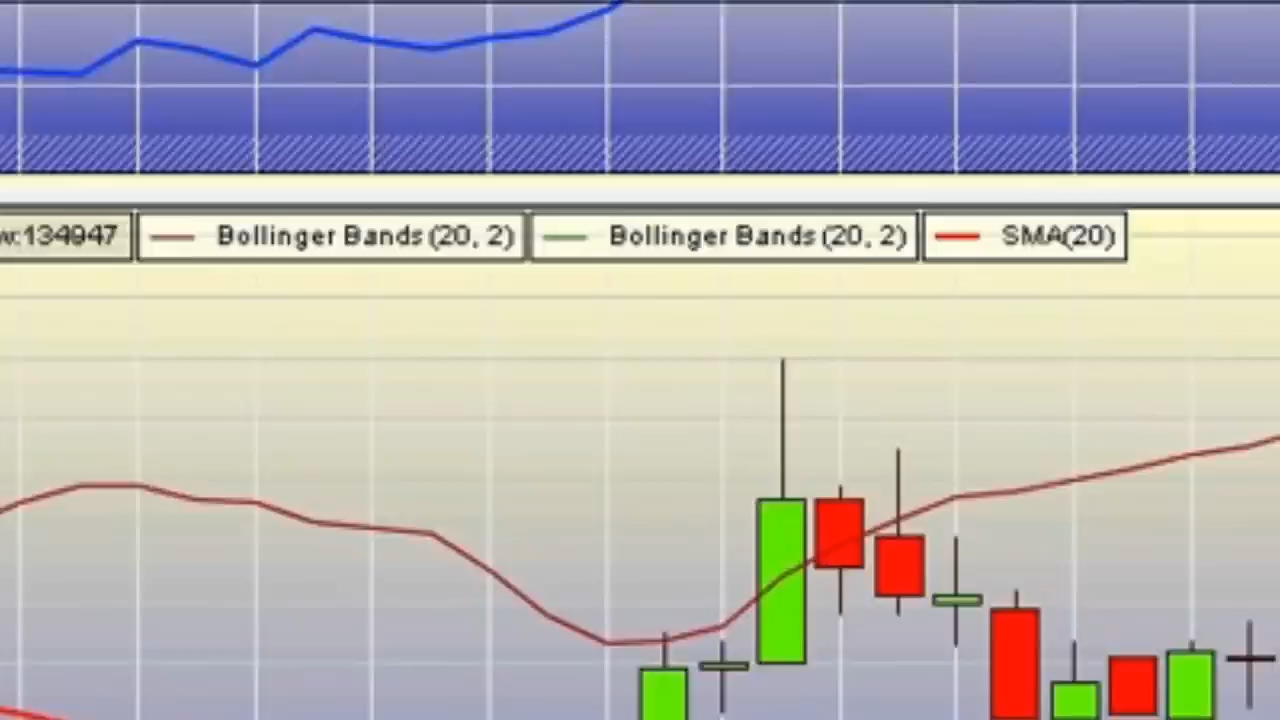 w:134947 Bollinger Bands (20, 2) Bollinger Bands (20, 2) SMA(20)